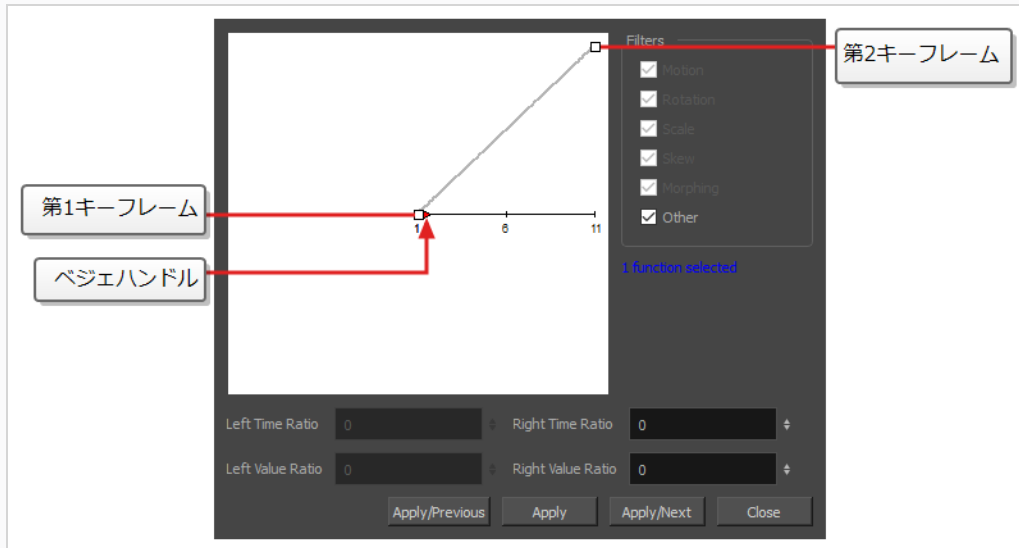 Filters
第2キーフレーム
Motion
Rotation
Scale
Skew
Morphing
Other
第1キーフレーム
1 6 11
ベジェハンドル
1 function selected
Left Time Ratio 0 Right Time Ratio 0
Left Value Ratio 0 Right Value Ratio 0
Apply/Previous Apply Apply/Next Close